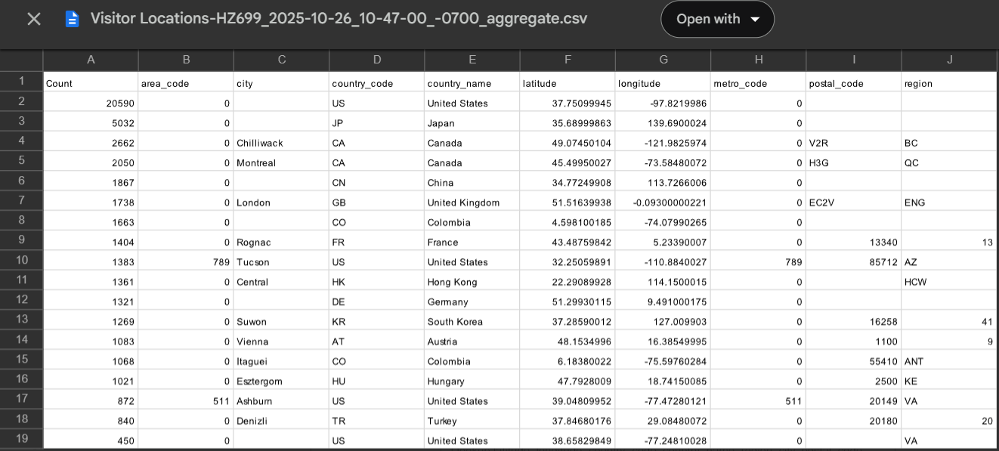 Visitor Locations-HZ699_2025-10-26_10-47-00_-0700_aggregate.csv Open with
A B C D E F G H I J
1 Count area_code city country_code country_name latitude longitude metro_code postal_code region
2 20590 0 US United States 37.75099945 -97.8219986 0
3 5032 0 JP Japan 35.68999863 139.6900024 0
4 2662 0 Chilliwack CA Canada 49.07450104 -121.9825974 0 V2R BC
5 2050 0 Montreal CA Canada 45.49950027 -73.58480072 0 H3G QC
6 1867 0 CN China 34.77249908 113.7266006 0
7 1738 0 London GB United Kingdom 51.51639938 -0.09300000221 0 EC2V ENG
8 1663 0 CO Colombia 4.598100185 -74.07990265 0
9 1404 0 Rognac FR France 43.48759842 5.23390007 0 13340 13
10 1383 789 Tucson US United States 32.25059891 -110.8840027 789 85712 AZ
11 1361 0 Central HK Hong Kong 22.29089928 114.1500015 0 HCW
12 1321 0 DE Germany 51.29930115 9.491000175 0
13 1269 0 Suwon KR South Korea 37.28590012 127.009903 0 16258 41
14 1083 0 Vienna AT Austria 48.1534996 16.38549995 0 1100 9
15 1068 0 Itaguei CO Colombia 6.18380022 -75.59760284 0 55410 ANT
16 1021 0 Esztergom HU Hungary 47.7928009 18.74150085 0 2500 KE
17 872 511 Ashburn US United States 39.04809952 -77.47280121 511 20149 VA
18 840 0 Denizli TR Turkey 37.84680176 29.08480072 0 20180 20
19 450 0 US United States 38.65829849 -77.24810028 0 VA